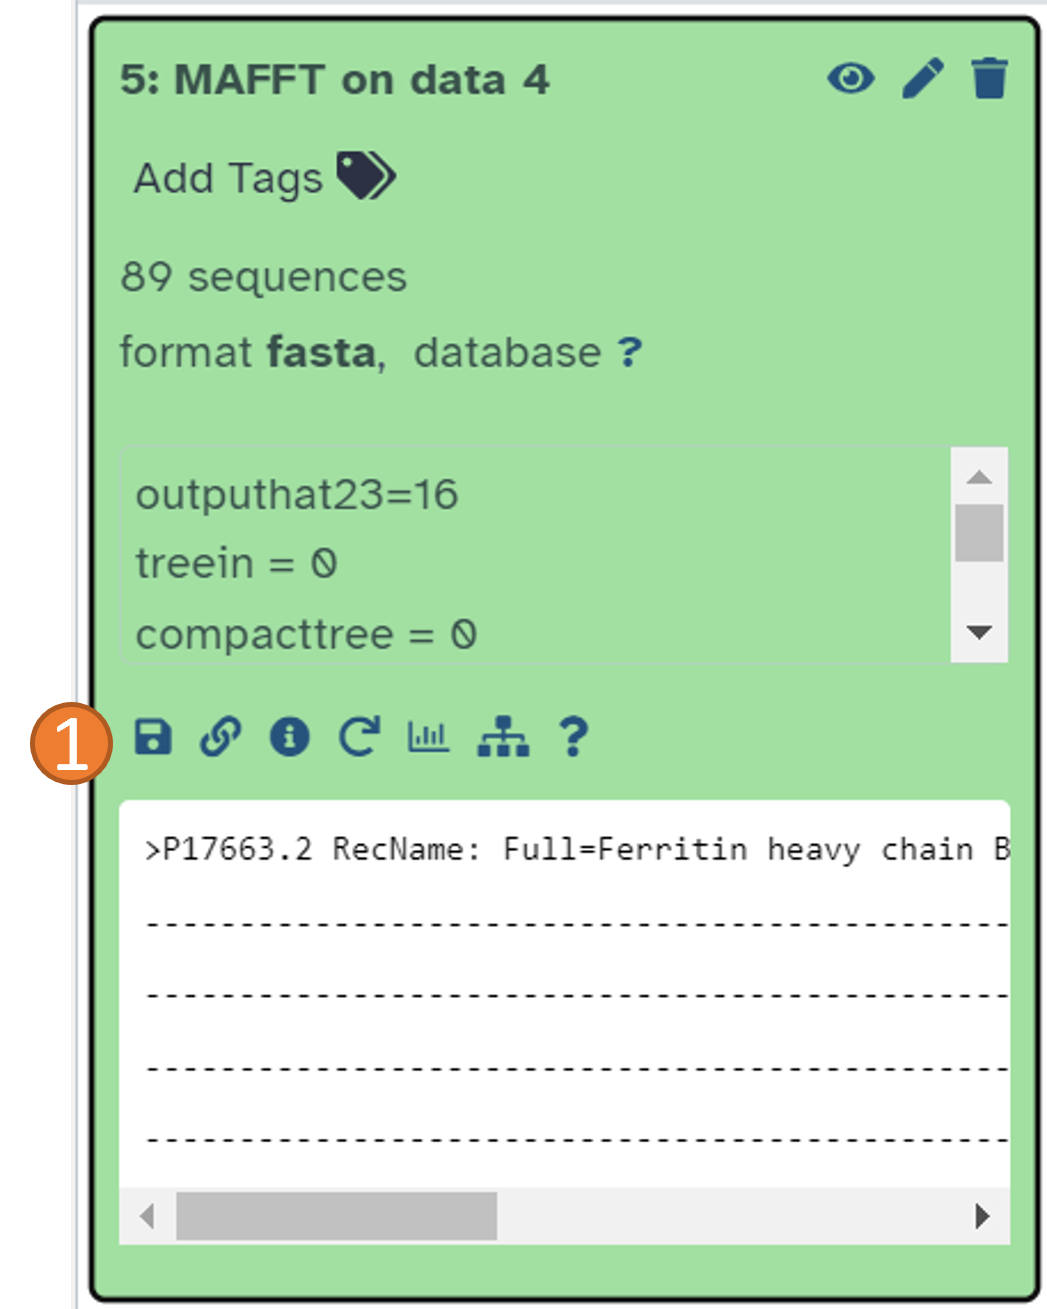 5: MAFFT on data 4
Add Tags
89 sequences
format fasta, database ?
outputhat23=16
treein = 0
compacttree = 0
1
?
>P17663.2 RecName: Full=Ferritin heavy chain B
-----------------------------------------------
-----------------------------------------------
-----------------------------------------------
-----------------------------------------------